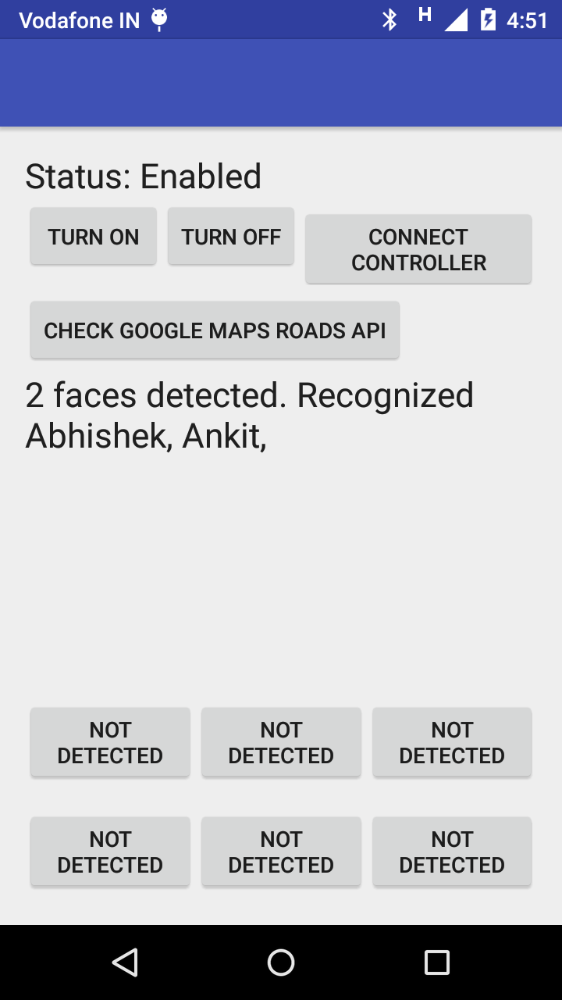 Vodafone IN
H
4:51
Status: Enabled
TURN ON
TURN OFF
CONNECT
CONTROLLER
CHECK GOOGLE MAPS ROADS API
2 faces detected. Recognized
Abhishek, Ankit,
NOT
DETECTED
NOT
DETECTED
NOT
DETECTED
NOT
DETECTED
NOT
DETECTED
NOT
DETECTED